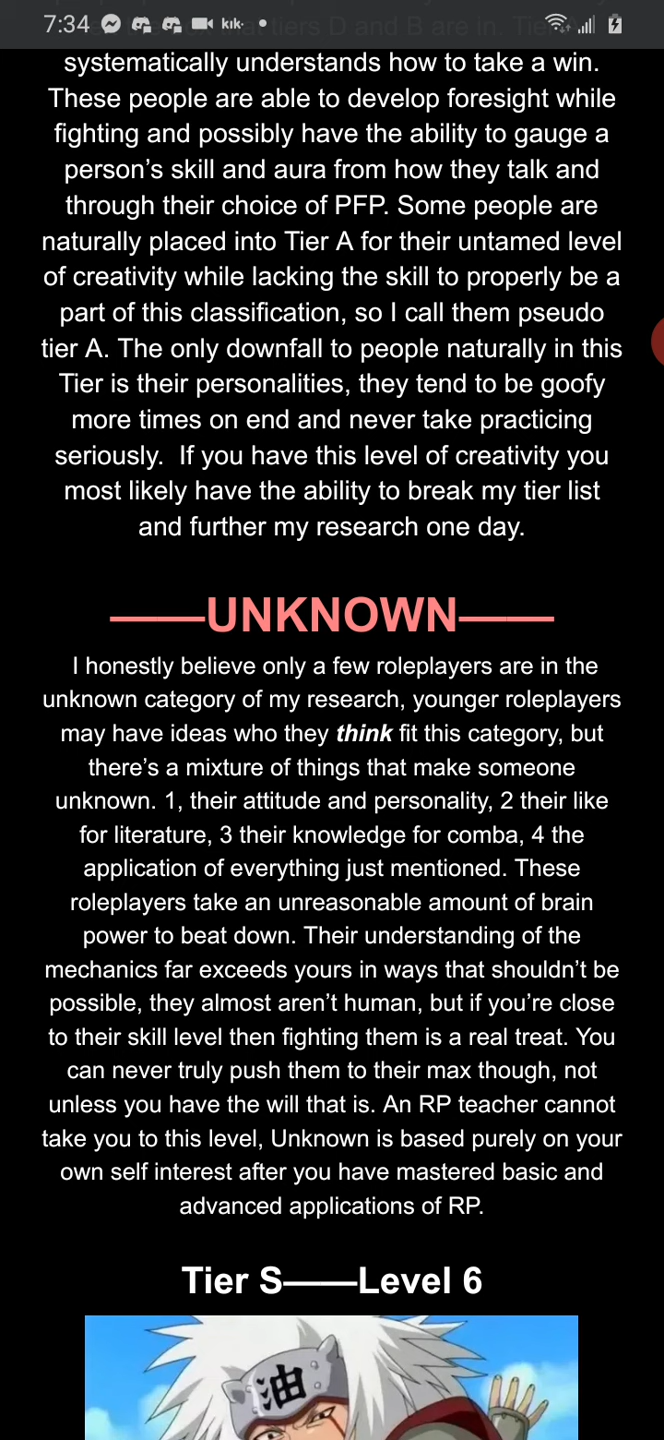 7:34 kik·
tiers D and B are in. Tie
systematically understands how to take a win.
These people are able to develop foresight while
fighting and possibly have the ability to gauge a
person’s skill and aura from how they talk and
through their choice of PFP. Some people are
naturally placed into Tier A for their untamed level
of creativity while lacking the skill to properly be a
part of this classification, so I call them pseudo
tier A. The only downfall to people naturally in this
Tier is their personalities, they tend to be goofy
more times on end and never take practicing
seriously.  If you have this level of creativity you
most likely have the ability to break my tier list
and further my research one day.
——UNKNOWN——
I honestly believe only a few roleplayers are in the
unknown category of my research, younger roleplayers
may have ideas who they think fit this category, but
there’s a mixture of things that make someone
unknown. 1, their attitude and personality, 2 their like
for literature, 3 their knowledge for comba, 4 the
application of everything just mentioned. These
roleplayers take an unreasonable amount of brain
power to beat down. Their understanding of the
mechanics far exceeds yours in ways that shouldn’t be
possible, they almost aren’t human, but if you’re close
to their skill level then fighting them is a real treat. You
can never truly push them to their max though, not
unless you have the will that is. An RP teacher cannot
take you to this level, Unknown is based purely on your
own self interest after you have mastered basic and
advanced applications of RP.
Tier S——Level 6
油